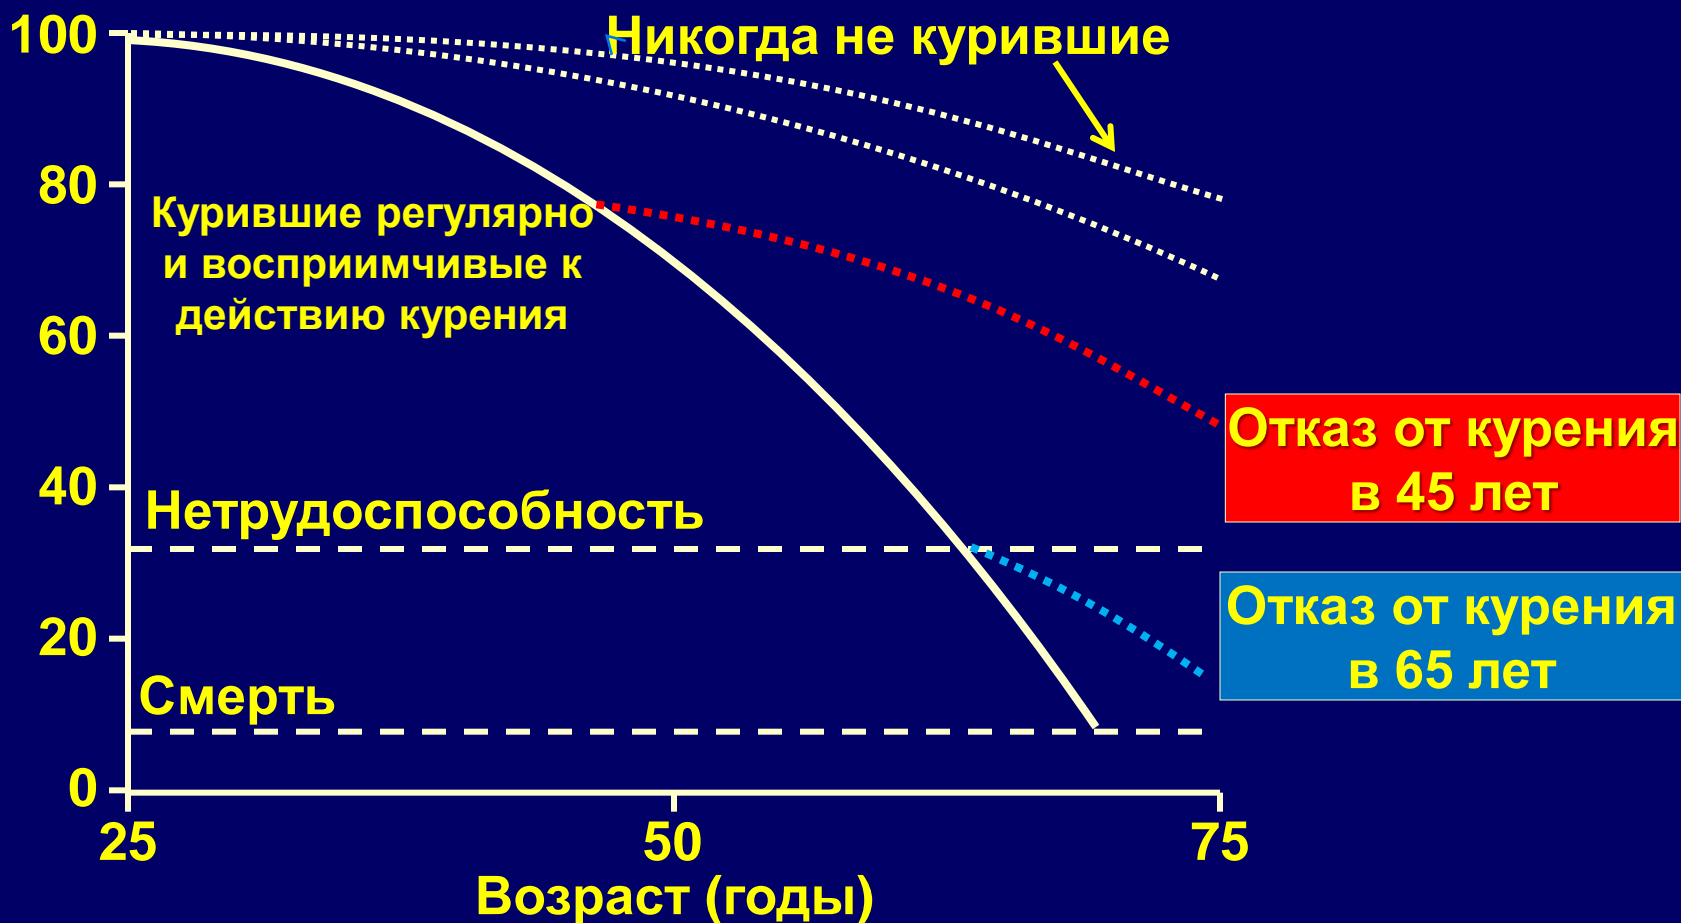 100
Никогда не курившие
80
Курившие регулярно
и восприимчивые к
действию курения
60
Отказ от курения
в 45 лет
40
Нетрудоспособность
Отказ от курения
в 65 лет
20
Смерть
0
25
50
75
Возраст (годы)